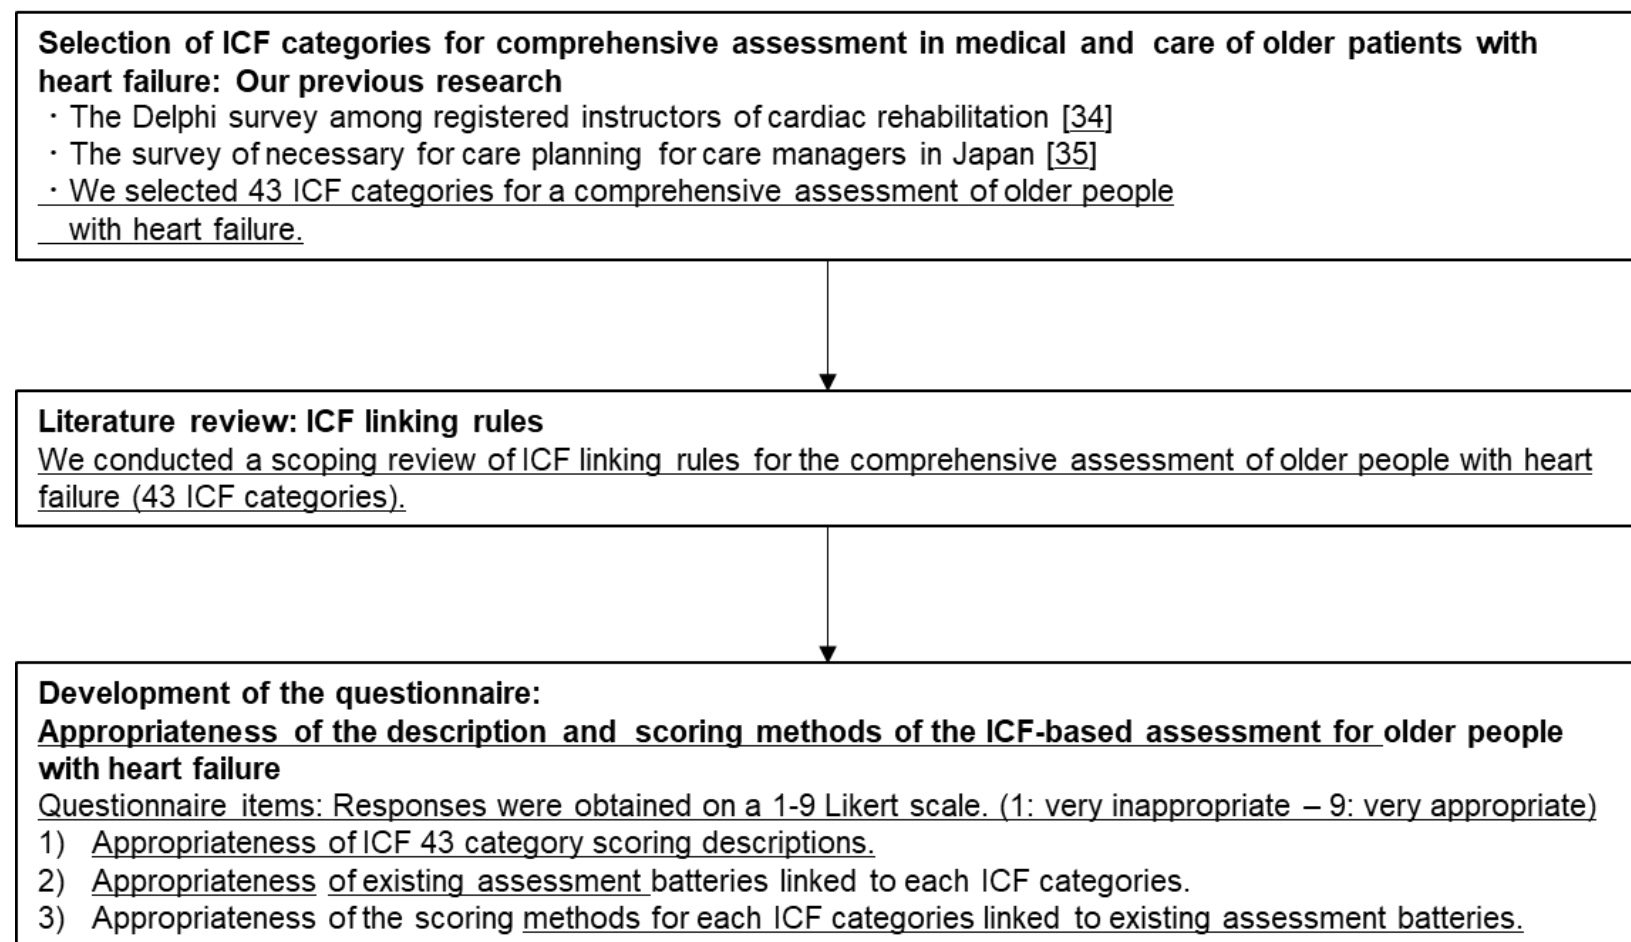 Selection of ICF categories for comprehensive assessment in medical and care of older patients with
heart failure: Our previous research
・The Delphi survey among registered instructors of cardiac rehabilitation [34]
・The survey of necessary for care planning for care managers in Japan [35]
・We selected 43 ICF categories for a comprehensive assessment of older people
with heart failure.
Literature review: ICF linking rules
We conducted a scoping review of ICF linking rules for the comprehensive assessment of older people with heart
failure (43 ICF categories).
Development of the questionnaire:
Appropriateness of the description and scoring methods of the ICF-based assessment for older people
with heart failure
Questionnaire items: Responses were obtained on a 1-9 Likert scale. (1: very inappropriate – 9: very appropriate)
1) Appropriateness of ICF 43 category scoring descriptions.
2) Appropriateness of existing assessment batteries linked to each ICF categories.
3) Appropriateness of the scoring methods for each ICF categories linked to existing assessment batteries.